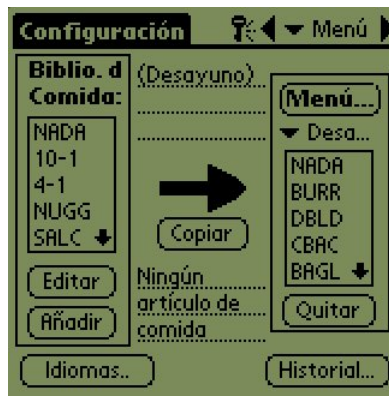 Configuración
Menú
Biblio. d
Comida:
NADA
10-1
4-1
NUGG
SALC
Editar
Añadir
(Desayuno)
Copiar
Ningún
artículo de
comida
Menú...
Desa...
NADA
BURR
DBLD
CBAC
BAGL
Quitar
Idiomas..
Historial...